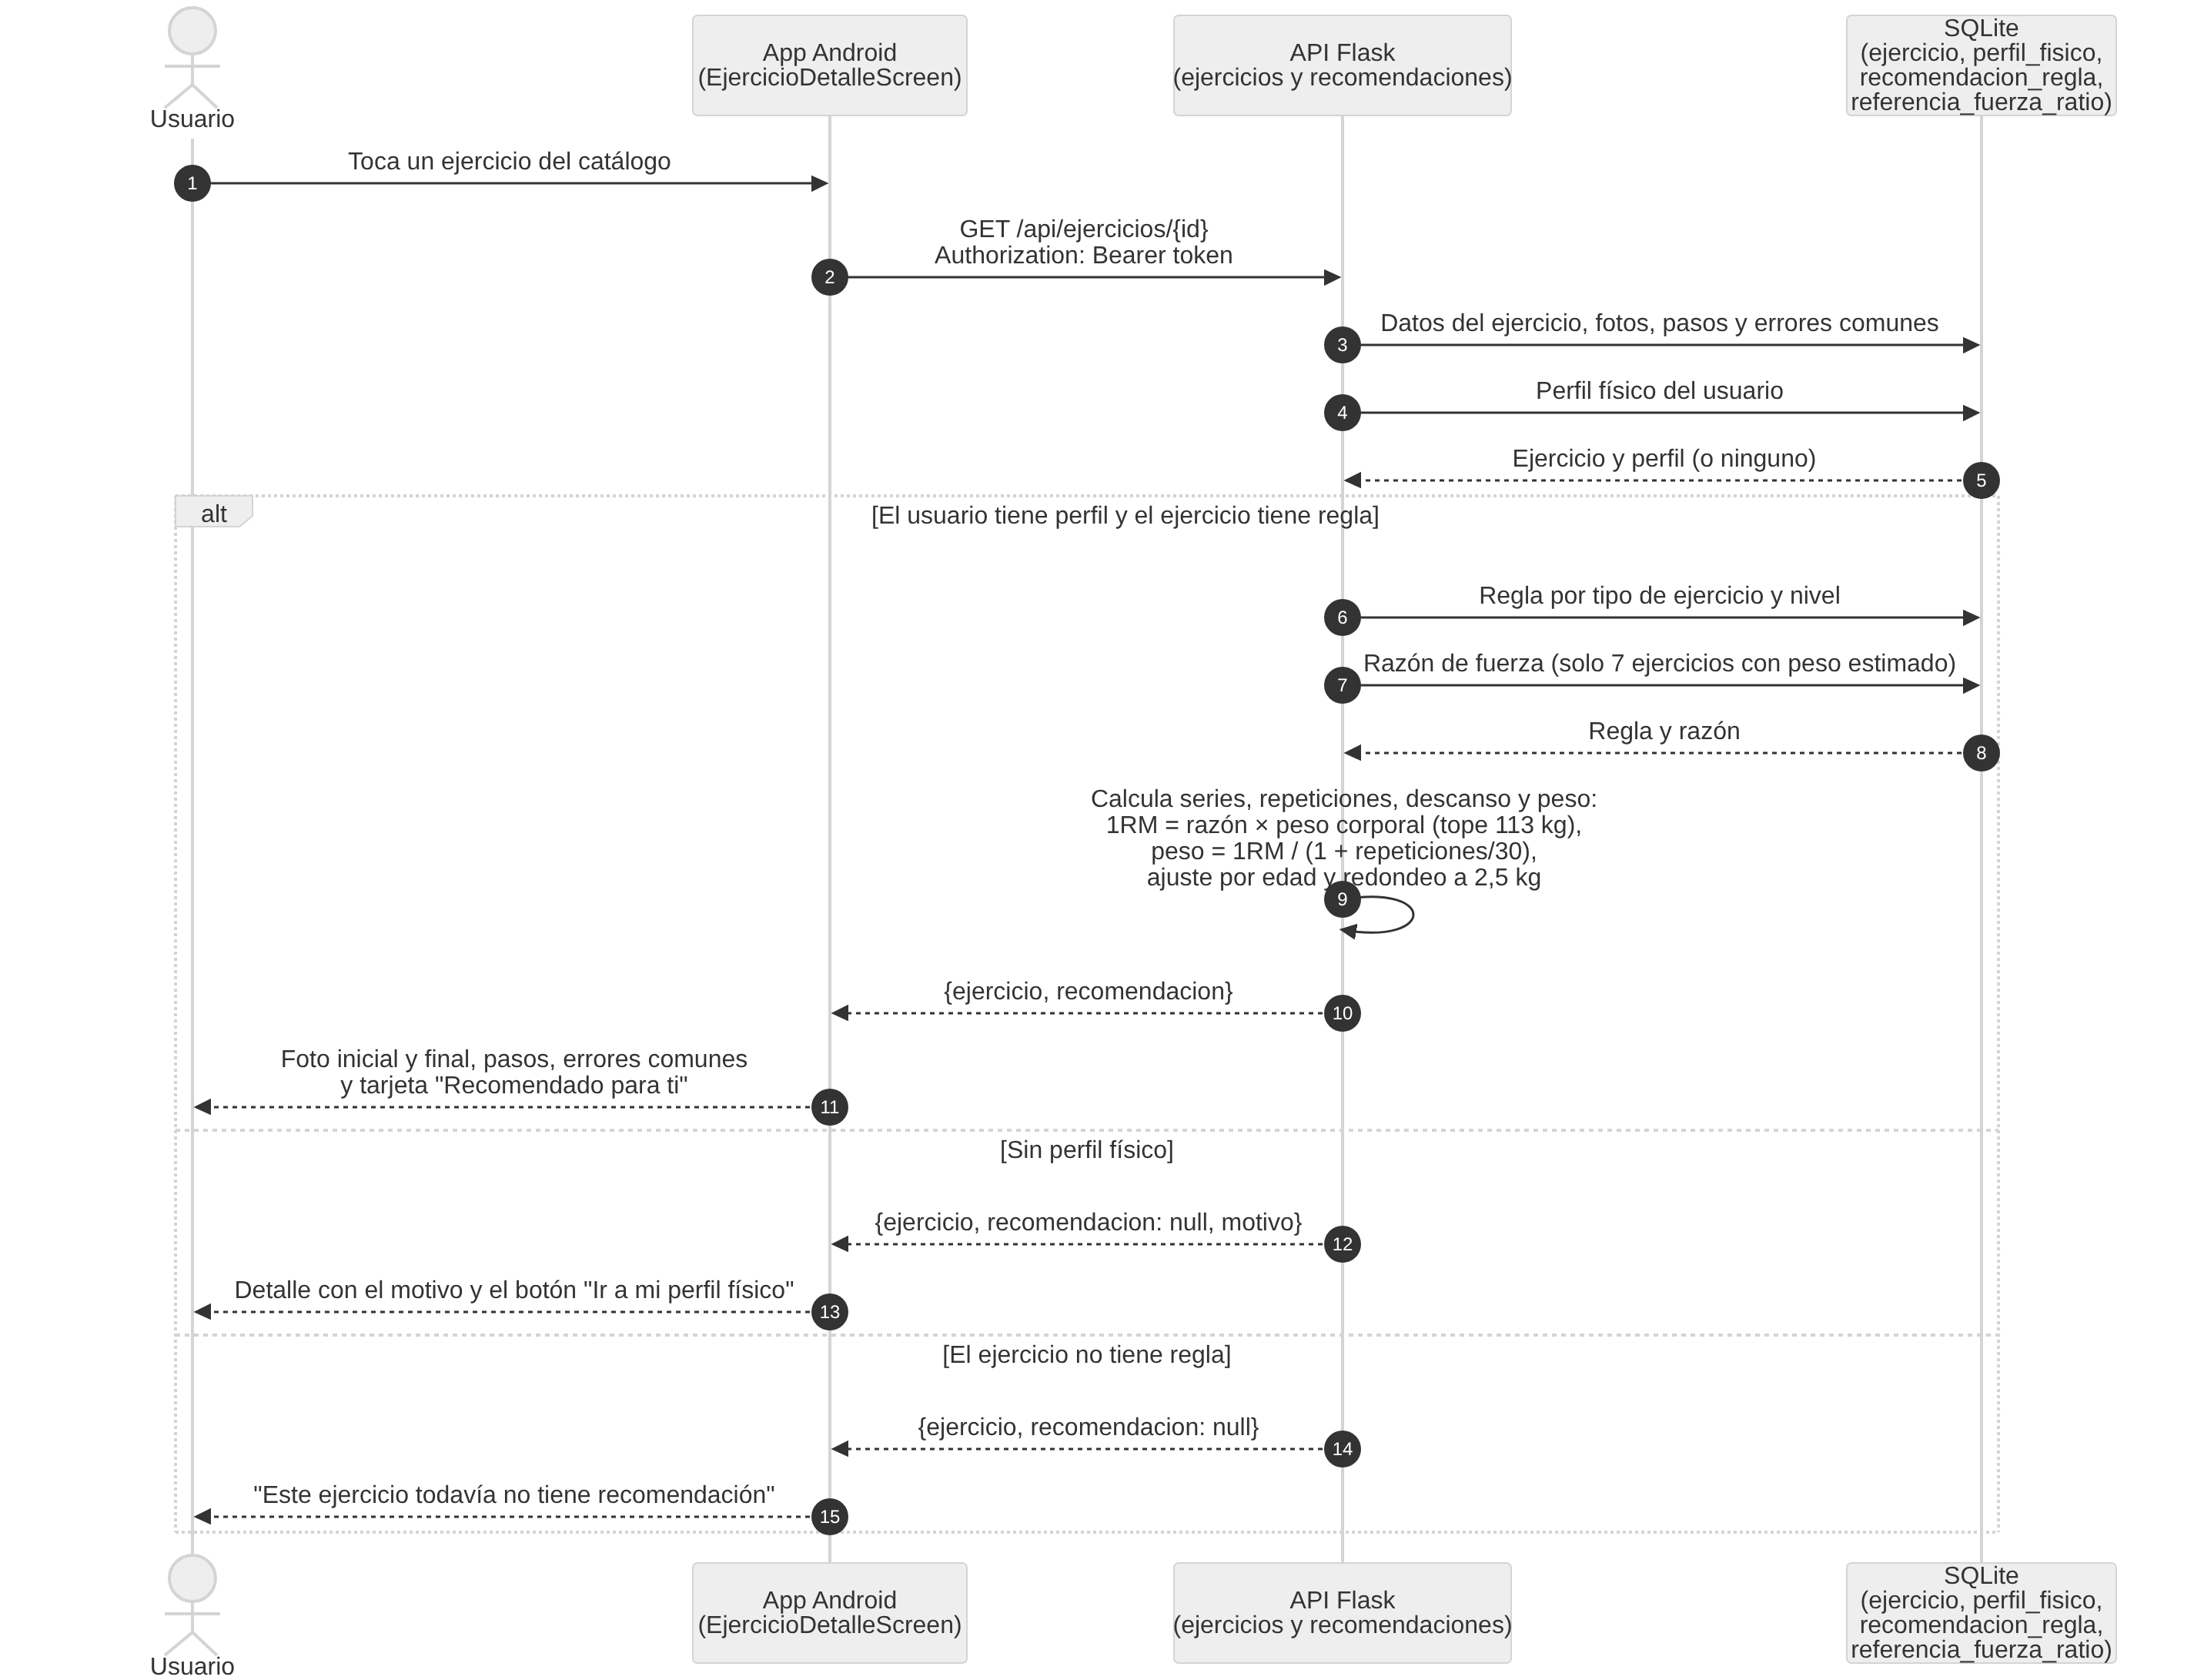 Usuario
App Android
(EjercicioDetalleScreen)
API Flask
(ejercicios y recomendaciones)
SQLite
(ejercicio, perfil_fisico,
recomendacion_regla,
referencia_fuerza_ratio)
Toca un ejercicio del catálogo
1
GET /api/ejercicios/{id}
Authorization: Bearer token
2
Datos del ejercicio, fotos, pasos y errores comunes
3
Perfil físico del usuario
4
Ejercicio y perfil (o ninguno)
5
alt
[El usuario tiene perfil y el ejercicio tiene regla]
Regla por tipo de ejercicio y nivel
6
Razón de fuerza (solo 7 ejercicios con peso estimado)
7
Regla y razón
8
Calcula series, repeticiones, descanso y peso:
1RM = razón × peso corporal (tope 113 kg),
peso = 1RM / (1 + repeticiones/30),
ajuste por edad y redondeo a 2,5 kg
9
{ejercicio, recomendacion}
10
Foto inicial y final, pasos, errores comunes
y tarjeta "Recomendado para ti"
11
[Sin perfil físico]
{ejercicio, recomendacion: null, motivo}
12
Detalle con el motivo y el botón "Ir a mi perfil físico"
13
[El ejercicio no tiene regla]
{ejercicio, recomendacion: null}
14
"Este ejercicio todavía no tiene recomendación"
15
Usuario
App Android
(EjercicioDetalleScreen)
API Flask
(ejercicios y recomendaciones)
SQLite
(ejercicio, perfil_fisico,
recomendacion_regla,
referencia_fuerza_ratio)